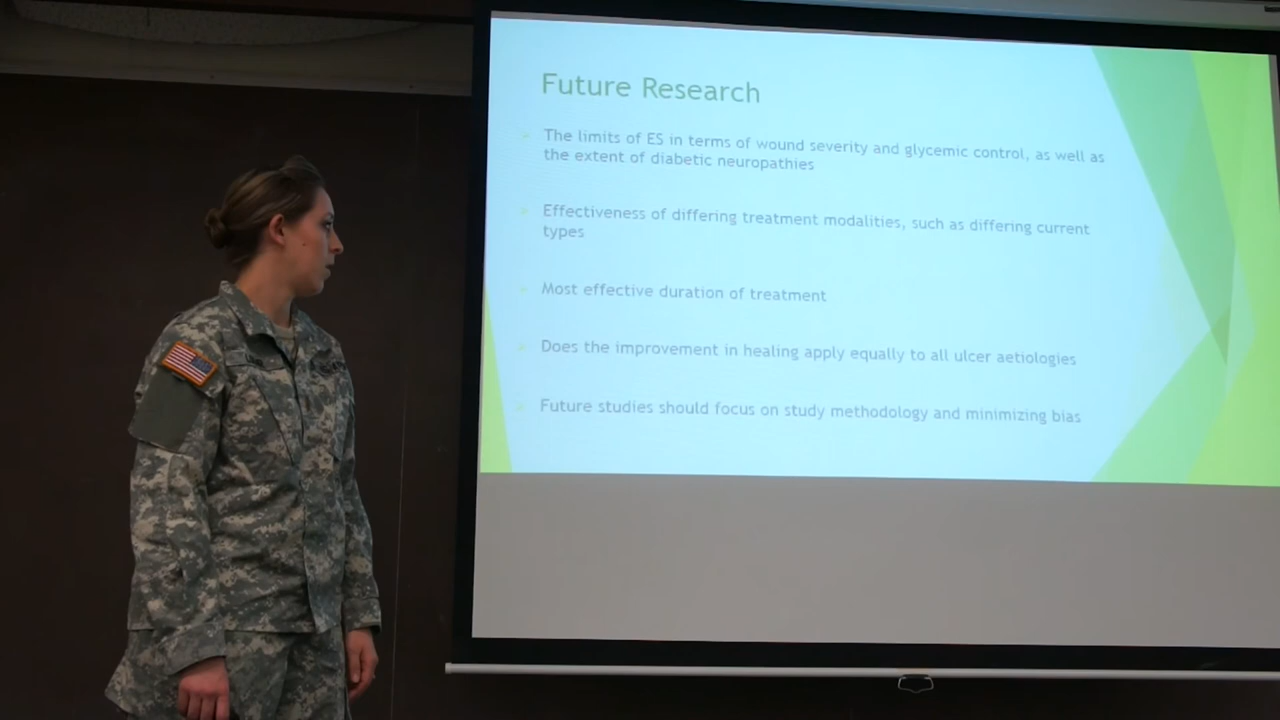 Future Research
The limits of ES in terms of wound severity and glycemic control, as well as
the extent of diabetic neuropathies
Effectiveness of differing treatment modalities, such as differing current
types
Most effective duration of treatment
Does the improvement in healing apply equally to all ulcer aetiologies
Future studies should focus on study methodology and minimizing bias